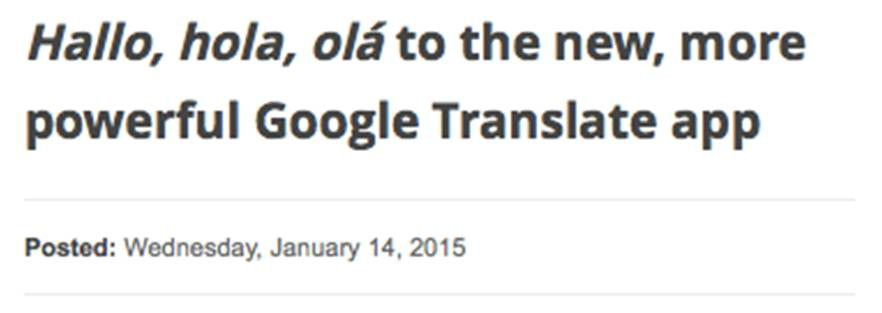 Hallo, hola, olá to the new, more
powerful Google Translate app
Posted: Wednesday, January 14, 2015